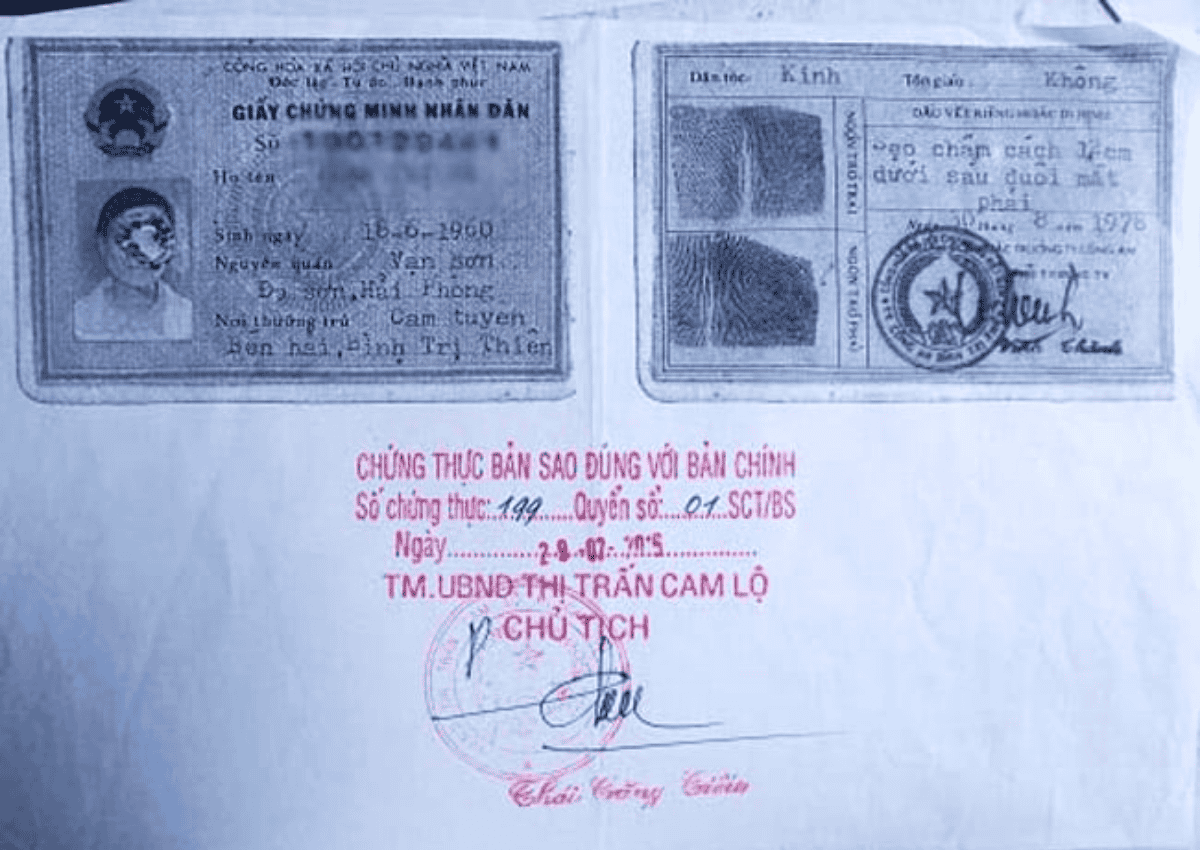 CỘNG HÒA XÃ HỘI CHỦ NGHĨA VIỆT NAM
Độc lập - Tự do - Hạnh phúc
GIẤY CHỨNG MINH NHÂN DÂN
Số
Họ tên
Sinh ngày 18-6-1960
Nguyên quán Vạn Sơn,
Đồ Sơn, Hải Phòng
Nơi thường trú Cam tuyền
Bến hải, Bình Trị Thiên
Dân tộc: Kinh Tôn giáo: Không
NGÓN TRỎ TRÁI
NGÓN TRỎ PHẢI
DẤU VẾT RIÊNG HOẶC DỊ HÌNH
chấm cách
dưới sau đuôi mắt
phải
Ngày tháng 8 năm 1978
CHỨNG THỰC BẢN SAO ĐÚNG VỚI BẢN CHÍNH
Số chứng thực: 199 Quyển số: 01 SCT/BS
Ngày 28-07-2015
TM.UBND THỊ TRẤN CAM LỘ
CHỦ TỊCH
Thái